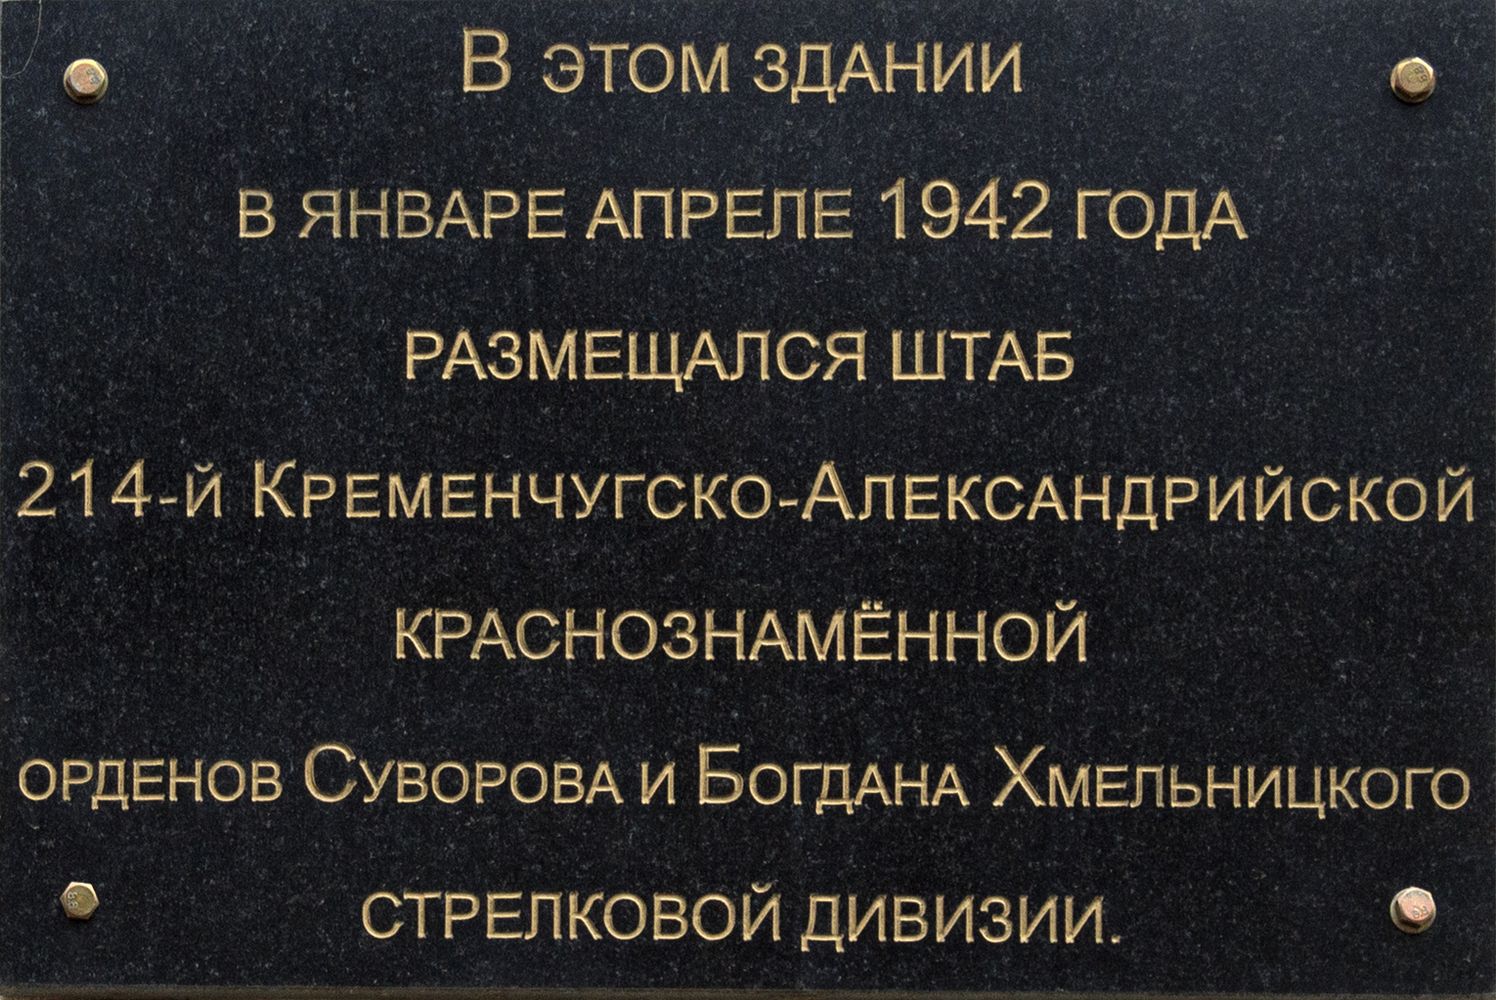 В ЭТОМ ЗДАНИИ
В ЯНВАРЕ АПРЕЛЕ 1942 ГОДА
РАЗМЕЩАЛСЯ ШТАБ
214-Й КРЕМЕНЧУГСКО-АЛЕКСАНДРИЙСКОЙ
КРАСНОЗНАМЁННОЙ
ОРДЕНОВ СУВОРОВА И БОГДАНА ХМЕЛЬНИЦКОГО
СТРЕЛКОВОЙ ДИВИЗИИ.